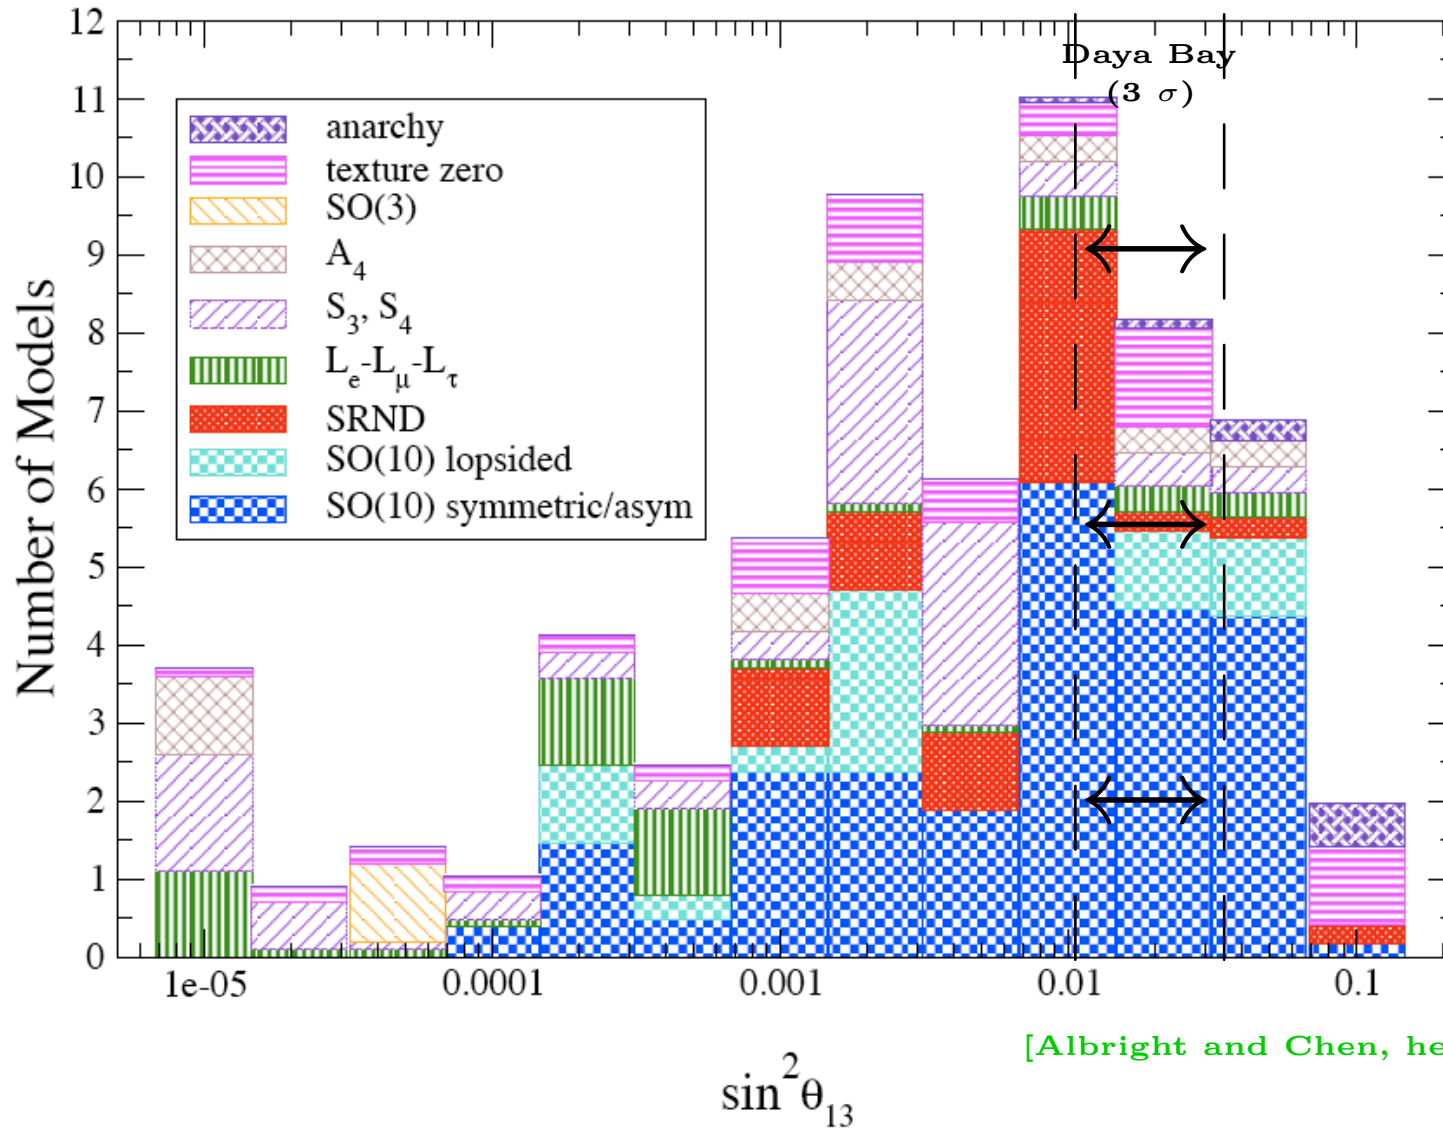 12
11
10
9
8
7
6
5
4
3
2
1
0
Number of Models
Daya Bay
(3 σ)
anarchy
texture zero
SO(3)
A4
S3, S4
Le-Lμ-Lτ
SRND
SO(10) lopsided
SO(10) symmetric/asym
1e-05 0.0001 0.001 0.01 0.1
[Albright and Chen, he
sin²θ13